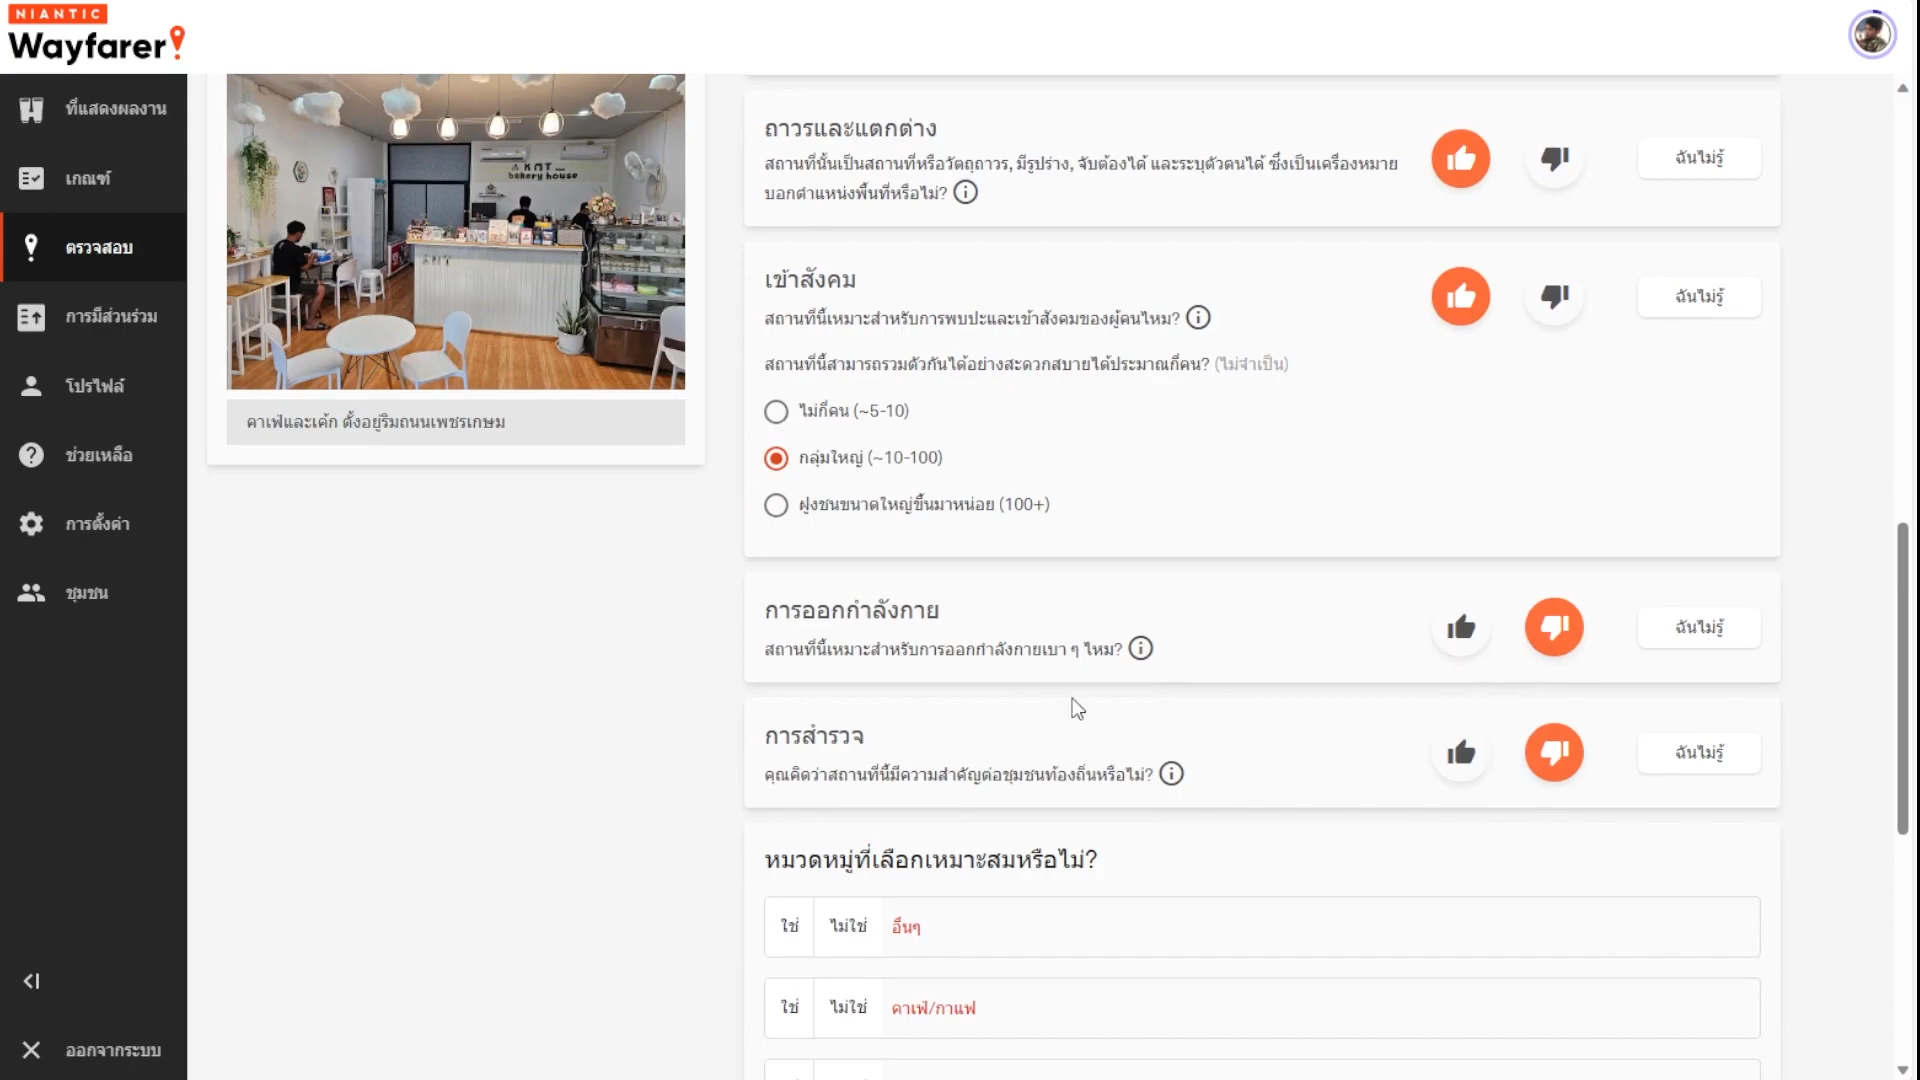 NIANTIC
Wayfarer
ที่แสดงผลงาน
เกณฑ์
ตรวจสอบ
การมีส่วนร่วม
โปรไฟล์
ช่วยเหลือ
การตั้งค่า
ชุมชน
ออกจากระบบ
KMT
bakery house
KMT
คาเฟ่และเค้ก ตั้งอยู่ริมถนนเพชรเกษม
ถาวรและแตกต่าง
สถานที่นั้นเป็นสถานที่หรือวัตถุถาวร, มีรูปร่าง, จับต้องได้ และระบุตัวตนได้ ซึ่งเป็นเครื่องหมาย
บอกตำแหน่งพื้นที่หรือไม่?
ฉันไม่รู้
เข้าสังคม
สถานที่นี้เหมาะสำหรับการพบปะและเข้าสังคมของผู้คนไหม?
ฉันไม่รู้
สถานที่นี้สามารถรวมตัวกันได้อย่างสะดวกสบายได้ประมาณกี่คน? (ไม่จำเป็น)
ไม่กี่คน (~5-10)
กลุ่มใหญ่ (~10-100)
ฝูงชนขนาดใหญ่ขึ้นมาหน่อย (100+)
การออกกำลังกาย
สถานที่นี้เหมาะสำหรับการออกกำลังกายเบา ๆ ไหม?
ฉันไม่รู้
การสำรวจ
คุณคิดว่าสถานที่นี้มีความสำคัญต่อชุมชนท้องถิ่นหรือไม่?
ฉันไม่รู้
หมวดหมู่ที่เลือกเหมาะสมหรือไม่?
ใช่ ไม่ใช่ อื่นๆ
ใช่ ไม่ใช่ คาเฟ่/กาแฟ